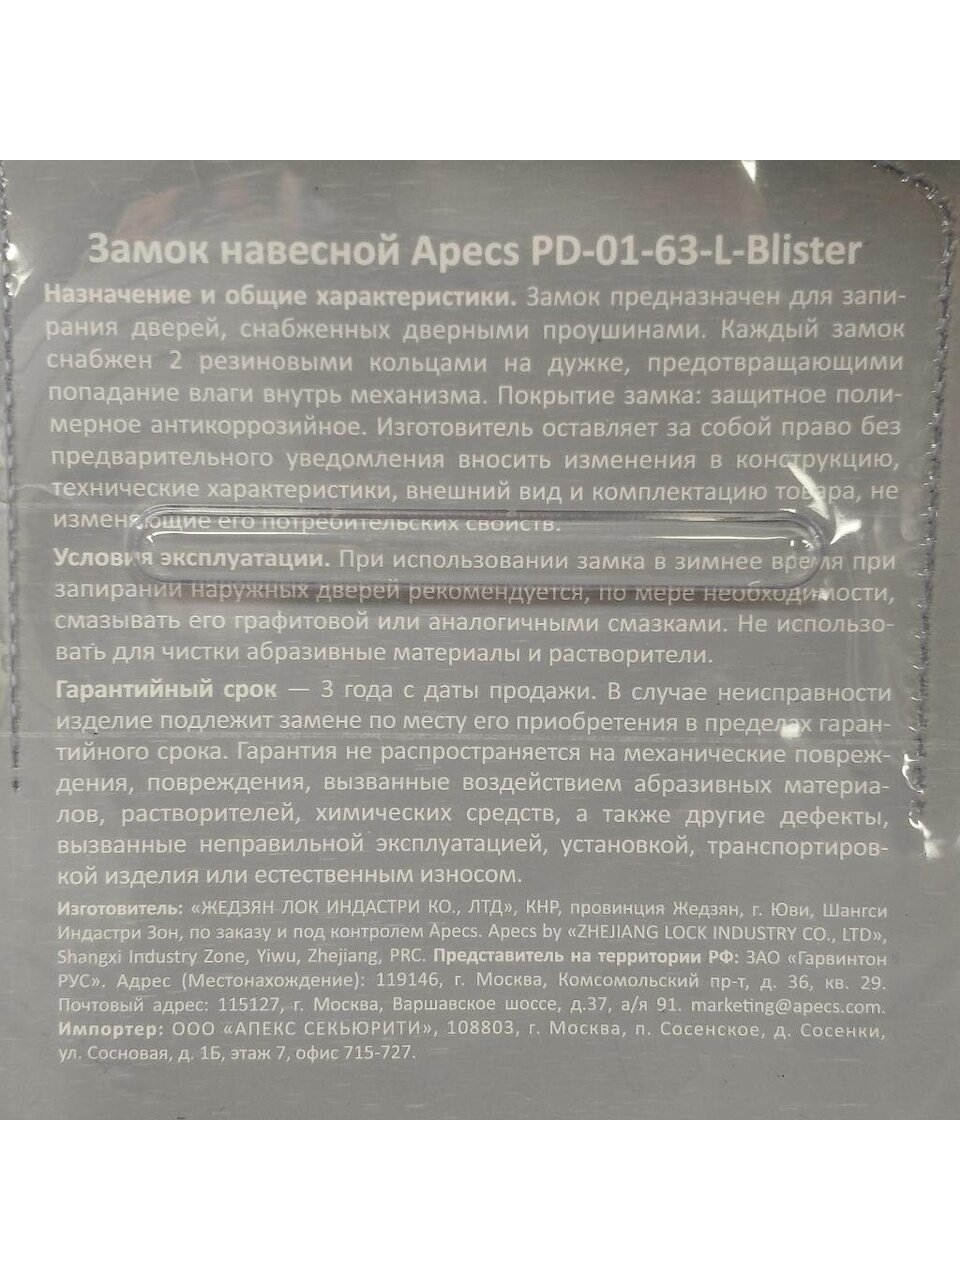 Замок навесной Apecs PD-01-63-L-Blister
Назначение и общие характеристики. Замок предназначен для запи-
рания дверей, снабженных дверными проушинами. Каждый замок
снабжен 2 резиновыми кольцами на дужке, предотвращающими
попадание влаги внутрь механизма. Покрытие замка: защитное поли-
мерное антикоррозийное. Изготовитель оставляет за собой право без
предварительного уведомления вносить изменения в конструкцию,
технические характеристики, внешний вид и комплектацию товара, не
изменяющие его потребительских свойств.
Условия эксплуатации. При использовании замка в зимнее время при
запирании наружных дверей рекомендуется, по мере необходимости,
смазывать его графитовой или аналогичными смазками. Не использо-
вать для чистки абразивные материалы и растворители.
Гарантийный срок — 3 года с даты продажи. В случае неисправности
изделие подлежит замене по месту его приобретения в пределах гаран-
тийного срока. Гарантия не распространяется на механические повреж-
дения, повреждения, вызванные воздействием абразивных материа-
лов, растворителей, химических средств, а также другие дефекты,
вызванные неправильной эксплуатацией, установкой, транспортиров-
кой изделия или естественным износом.
Изготовитель: «ЖЕДЗЯН ЛОК ИНДАСТРИ КО., ЛТД», КНР, провинция Жедзян, г. Юви, Шангси
Индастри Зон, по заказу и под контролем Apecs. Apecs by «ZHEJIANG LOCK INDUSTRY CO., LTD»,
Shangxi Industry Zone, Yiwu, Zhejiang, PRC. Представитель на территории РФ: ЗАО «Гарвинтон
РУС». Адрес (Местонахождение): 119146, г. Москва, Комсомольский пр-т, д. 36, кв. 29.
Почтовый адрес: 115127, г. Москва, Варшавское шоссе, д.37, а/я 91. marketing@apecs.com.
Импортер: ООО «АПЕКС СЕКЬЮРИТИ», 108803, г. Москва, п. Сосенское, д. Сосенки,
ул. Сосновая, д. 1Б, этаж 7, офис 715-727.